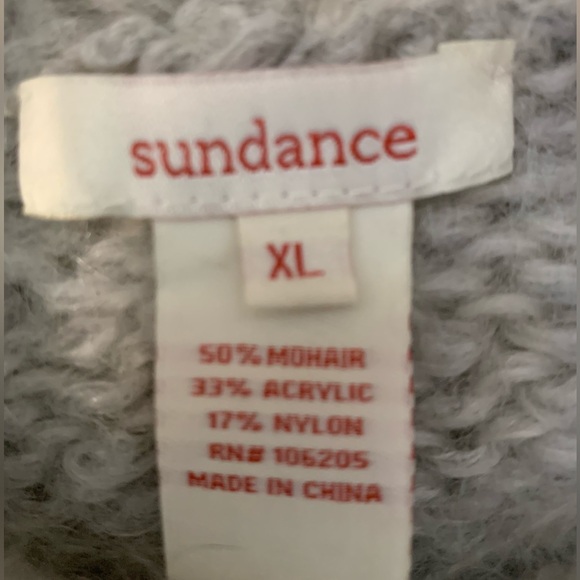 sundance
XL
50% MOHAIR
33% ACRYLIC
17% NYLON
RN# 106205
MADE IN CHINA